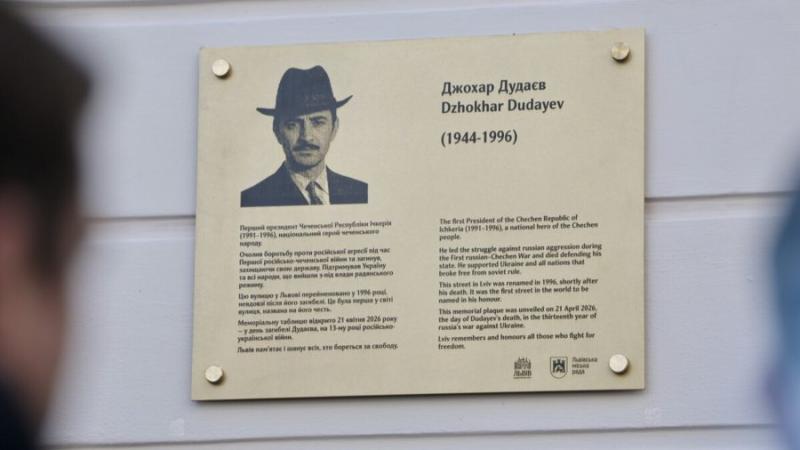 Джохар Дудаєв
Dzhokhar Dudayev
(1944-1996)
Перший президент Чеченської Республіки Ічкерія
(1991–1996), національний герой чеченського
народу.
Очолив боротьбу проти російської агресії під час
Першої російсько-чеченської війни та загинув,
захищаючи свою державу. Підтримував Україну
та всі народи, що вийшли з-під влади радянського
режиму.
Цю вулицю у Львові перейменовано у 1996 році,
невдовзі після його загибелі. Це була перша у світі
вулиця, названа на його честь.
Меморіальну таблицю відкрито 21 квітня 2026 року
— у день загибелі Дудаєва, на 13-му році російсько-
української війни.
Львів пам'ятає і шанує всіх, хто бореться за свободу.
The first President of the Chechen Republic of
Ichkeria (1991-1996), a national hero of the Chechen
people.
He led the struggle against russian aggression during
the First russian–Chechen War and died defending his
state. He supported Ukraine and all nations that
broke free from soviet rule.
This street in Lviv was renamed in 1996, shortly after
his death. It was the first street in the world to be
named in his honour.
This memorial plaque was unveiled on 21 April 2026,
the day of Dudayev's death, in the thirteenth year of
russia's war against Ukraine.
Lviv remembers and honours all those who fight for
freedom.
ЛЬВІВ
Львівська
міська
рада